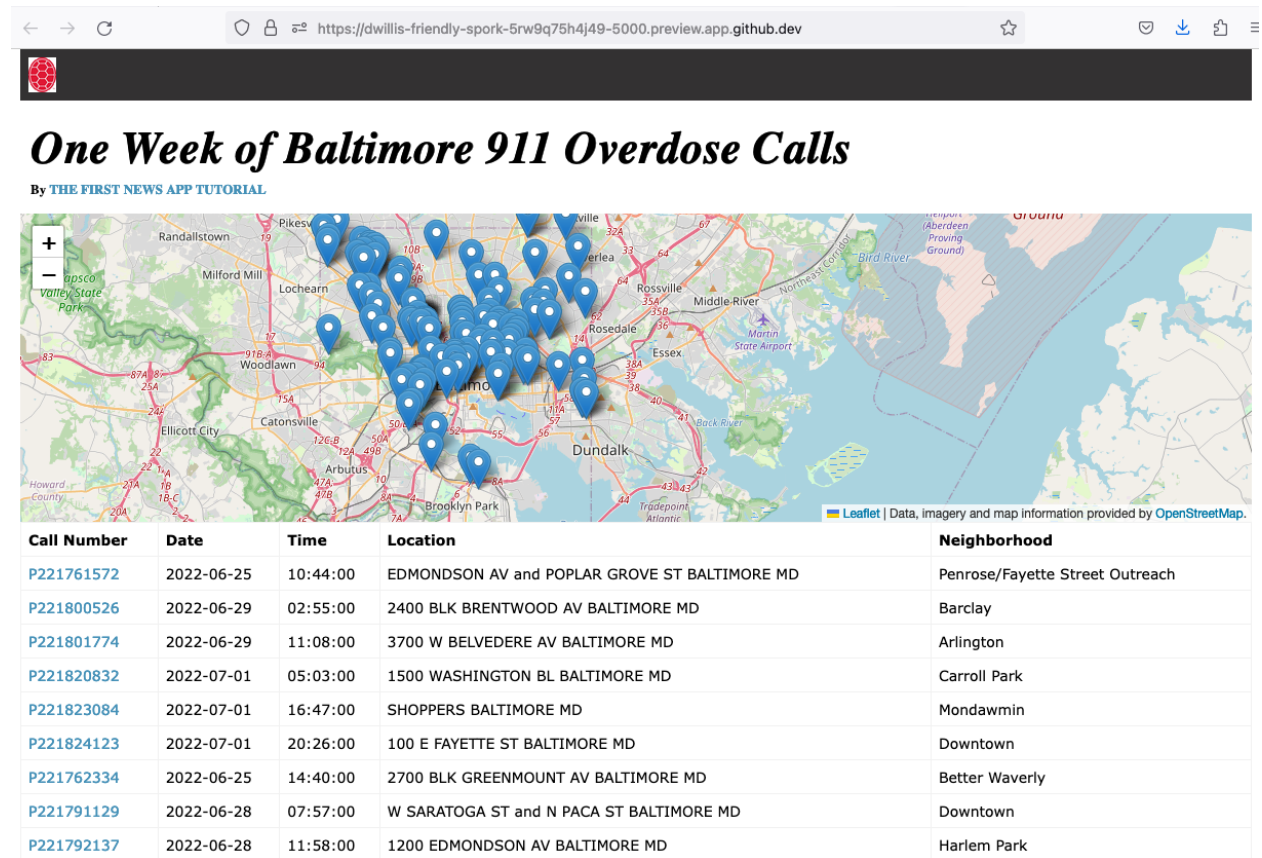 https://dwillis-friendly-spork-5rw9q75h4j49-5000.preview.app.github.dev
One Week of Baltimore 911 Overdose Calls
By THE FIRST NEWS APP TUTORIAL
+
−
Randallstown
Milford Mill
Lochearn
Woodlawn
Catonsville
Ellicott City
Arbutus
Brooklyn Park
Dundalk
Essex
Rosedale
Rossville
Middle River
Martin
State Airport
Northeast Corridor
Bird River
(Aberdeen
Proving
Ground)
Back River
Valley State
Park
Howard
County
Tradepoint
Atlantic
Leaflet | Data, imagery and map information provided by OpenStreetMap.
Call Number Date Time Location Neighborhood
P221761572 2022-06-25 10:44:00 EDMONDSON AV and POPLAR GROVE ST BALTIMORE MD Penrose/Fayette Street Outreach
P221800526 2022-06-29 02:55:00 2400 BLK BRENTWOOD AV BALTIMORE MD Barclay
P221801774 2022-06-29 11:08:00 3700 W BELVEDERE AV BALTIMORE MD Arlington
P221820832 2022-07-01 05:03:00 1500 WASHINGTON BL BALTIMORE MD Carroll Park
P221823084 2022-07-01 16:47:00 SHOPPERS BALTIMORE MD Mondawmin
P221824123 2022-07-01 20:26:00 100 E FAYETTE ST BALTIMORE MD Downtown
P221762334 2022-06-25 14:40:00 2700 BLK GREENMOUNT AV BALTIMORE MD Better Waverly
P221791129 2022-06-28 07:57:00 W SARATOGA ST and N PACA ST BALTIMORE MD Downtown
P221792137 2022-06-28 11:58:00 1200 EDMONDSON AV BALTIMORE MD Harlem Park